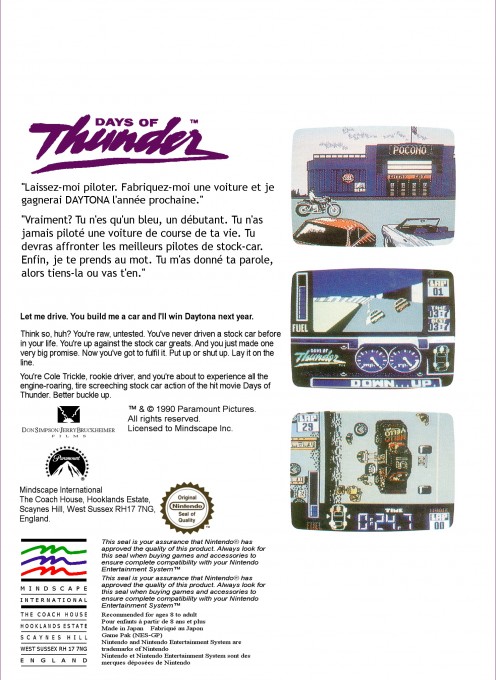 DAYS OF ™
Thunder
"Laissez-moi piloter. Fabriquez-moi une voiture et je
gagnerai DAYTONA l'année prochaine."
"Vraiment? Tu n'es qu'un bleu, un débutant. Tu n'as
jamais piloté une voiture de course de ta vie. Tu
devras affronter les meilleurs pilotes de stock-car.
Enfin, je te prends au mot. Tu m'as donné ta parole,
alors tiens-la ou vas t'en."
Let me drive. You build me a car and I'll win Daytona next year.
Think so, huh? You're raw, untested. You've never driven a stock car before
in your life. You're up against the stock car greats. And you just made one
very big promise. Now you've got to fulfil it. Put up or shut up. Lay it on the
line.
You're Cole Trickle, rookie driver, and you're about to experience all the
engine-roaring, tire screeching stock car action of the hit movie Days of
Thunder. Better buckle up.
DON SIMPSON/JERRY BRUCKHEIMER
FILMS
™ & © 1990 Paramount Pictures.
All rights reserved.
Licensed to Mindscape Inc.
Paramount
Mindscape International
The Coach House, Hooklands Estate,
Scaynes Hill, West Sussex RH17 7NG,
England.
Original
Nintendo
Seal of
Quality
MINDSCAPE
INTERNATIONAL
THE COACH HOUSE
HOOKLANDS ESTATE
SCAYNES HILL
WEST SUSSEX RH 17 7NG
ENGLAND
This seal is your assurance that Nintendo® has
approved the quality of this product. Always look for
this seal when buying games and accessories to
ensure complete compatibility with your Nintendo
Entertainment System™
This seal is your assurance that Nintendo® has
approved the quality of this product. Always look for
this seal when buying games and accessories to
ensure complete compatibility with your Nintendo
Entertainment System™
Recommended for ages 8 to adult
Pour enfants à partir de 8 ans et plus
Made in Japan Fabriqué au Japon
Game Pak (NES-GP)
Nintendo and Nintendo Entertainment System are
trademarks of Nintendo
Nintendo et Nintendo Entertainment System sont des
merques déposées de Nintendo
POCONO
FUEL
LAP
01
TIME
03:7
BEST
03:7
DAYS OF
Thunder
DOWN...UP
LAP
29
TIME
0:24.7
LAP
00